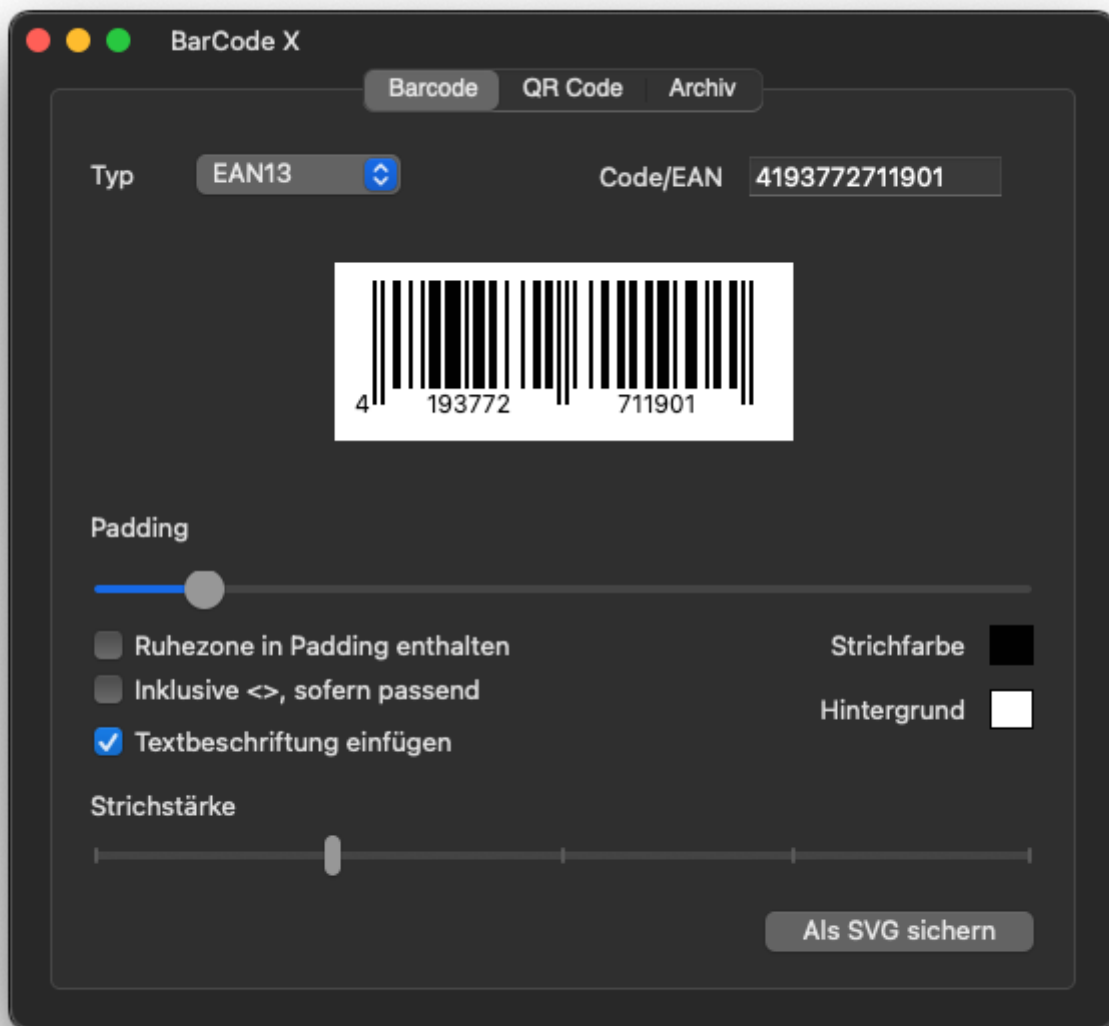 BarCode X
Barcode QR Code Archiv
Typ EAN13 Code/EAN 4193772711901
4 193772 711901
Padding
Ruhezone in Padding enthalten Strichfarbe
Inklusive <>, sofern passend Hintergrund
Textbeschriftung einfügen
Strichstärke
Als SVG sichern